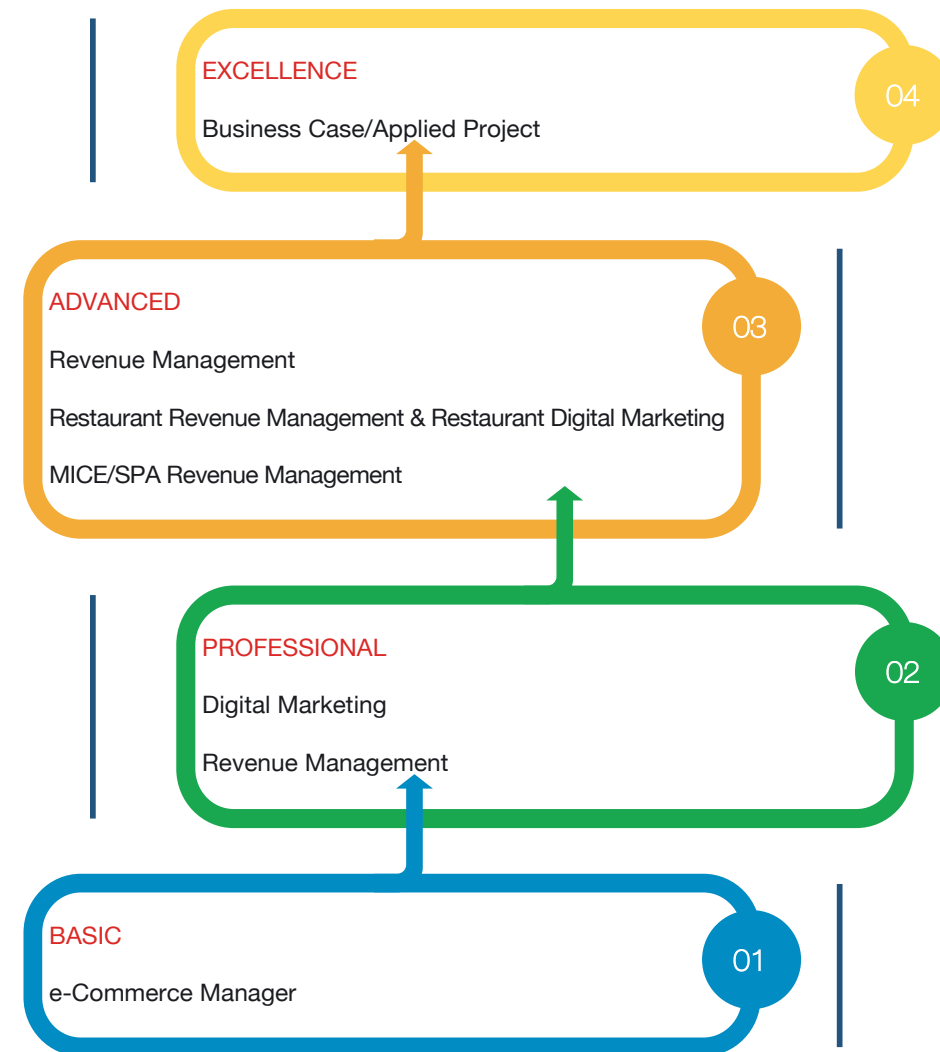 EXCELLENCE
04
Business Case/Applied Project
ADVANCED
03
Revenue Management
Restaurant Revenue Management & Restaurant Digital Marketing
MICE/SPA Revenue Management
PROFESSIONAL
02
Digital Marketing
Revenue Management
BASIC
01
e-Commerce Manager